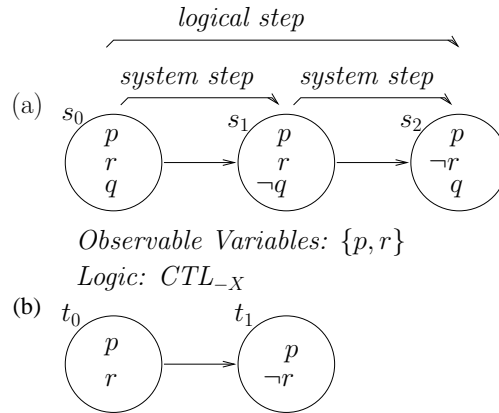 logical step
system step system step
(a) s₀ s₁ s₂
p p p
r r ¬r
q ¬q q
Observable Variables: {p, r}
Logic: CTL₋X
(b) t₀ t₁
p p
r ¬r